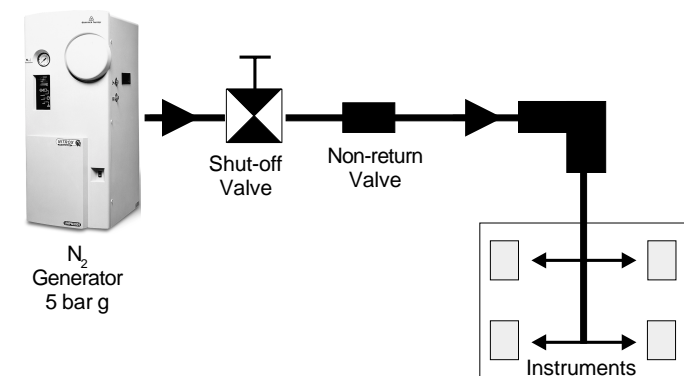 Shut-off
Valve
Non-return
Valve
N₂
Generator
5 bar g
Instruments